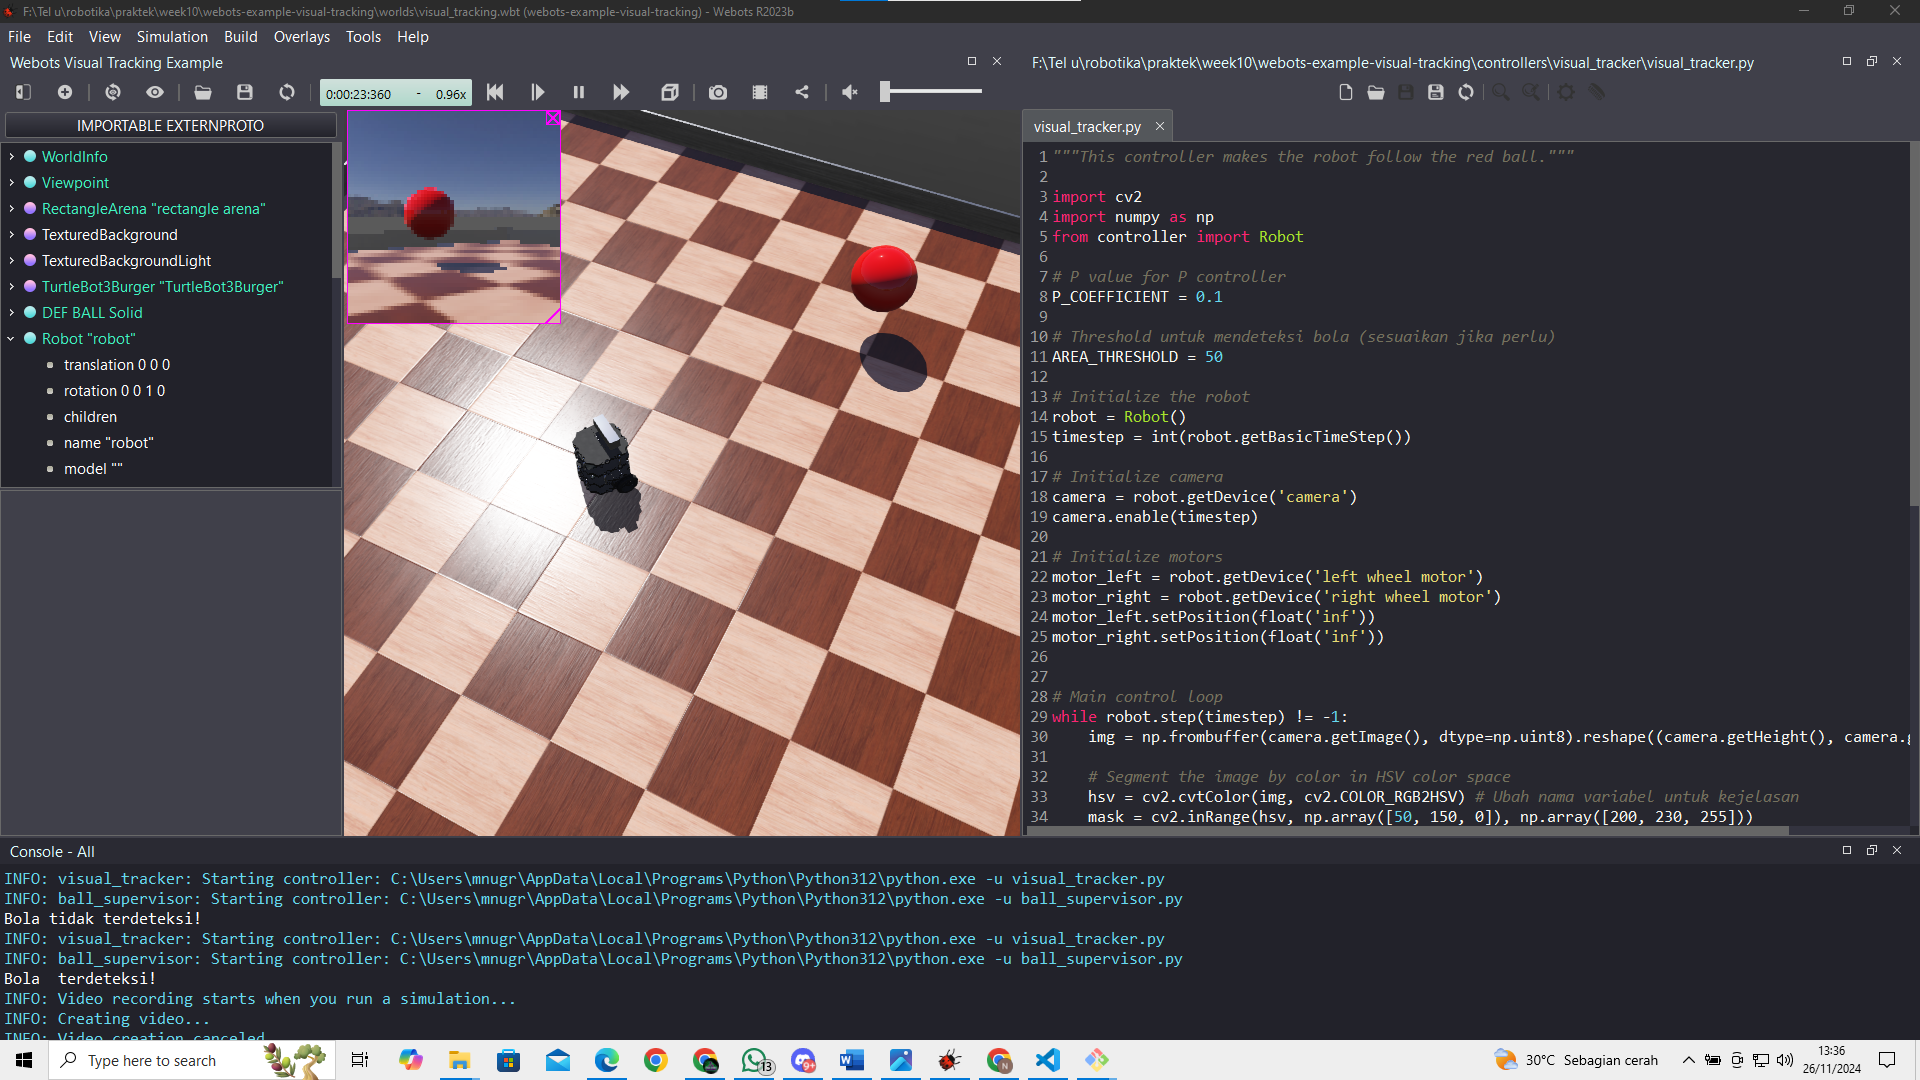 F:\Tel u\robotika\praktek\week10\webots-example-visual-tracking\worlds\visual_tracking.wbt (webots-example-visual-tracking) - Webots R2023b
File Edit View Simulation Build Overlays Tools Help
Webots Visual Tracking Example
0:00:23:360 - 0.96x
IMPORTABLE EXTERNPROTO
WorldInfo
Viewpoint
RectangleArena "rectangle arena"
TexturedBackground
TexturedBackgroundLight
TurtleBot3Burger "TurtleBot3Burger"
DEF BALL Solid
Robot "robot"
translation 0 0 0
rotation 0 0 1 0
children
name "robot"
model ""
F:\Tel u\robotika\praktek\week10\webots-example-visual-tracking\controllers\visual_tracker\visual_tracker.py
visual_tracker.py
1 """This controller makes the robot follow the red ball."""
2
3 import cv2
4 import numpy as np
5 from controller import Robot
6
7 # P value for P controller
8 P_COEFFICIENT = 0.1
9
10 # Threshold untuk mendeteksi bola (sesuaikan jika perlu)
11 AREA_THRESHOLD = 50
12
13 # Initialize the robot
14 robot = Robot()
15 timestep = int(robot.getBasicTimeStep())
16
17 # Initialize camera
18 camera = robot.getDevice('camera')
19 camera.enable(timestep)
20
21 # Initialize motors
22 motor_left = robot.getDevice('left wheel motor')
23 motor_right = robot.getDevice('right wheel motor')
24 motor_left.setPosition(float('inf'))
25 motor_right.setPosition(float('inf'))
26
27
28 # Main control loop
29 while robot.step(timestep) != -1:
30 img = np.frombuffer(camera.getImage(), dtype=np.uint8).reshape((camera.getHeight(), camera.g
31
32 # Segment the image by color in HSV color space
33 hsv = cv2.cvtColor(img, cv2.COLOR_RGB2HSV) # Ubah nama variabel untuk kejelasan
34 mask = cv2.inRange(hsv, np.array([50, 150, 0]), np.array([200, 230, 255]))
Console - All
INFO: visual_tracker: Starting controller: C:\Users\mnugr\AppData\Local\Programs\Python\Python312\python.exe -u visual_tracker.py
INFO: ball_supervisor: Starting controller: C:\Users\mnugr\AppData\Local\Programs\Python\Python312\python.exe -u ball_supervisor.py
Bola tidak terdeteksi!
INFO: visual_tracker: Starting controller: C:\Users\mnugr\AppData\Local\Programs\Python\Python312\python.exe -u visual_tracker.py
INFO: ball_supervisor: Starting controller: C:\Users\mnugr\AppData\Local\Programs\Python\Python312\python.exe -u ball_supervisor.py
Bola  terdeteksi!
INFO: Video recording starts when you run a simulation...
INFO: Creating video...
INFO: Video creation canceled
Type here to search
13
9+
N
30°C Sebagian cerah
13:36
26/11/2024